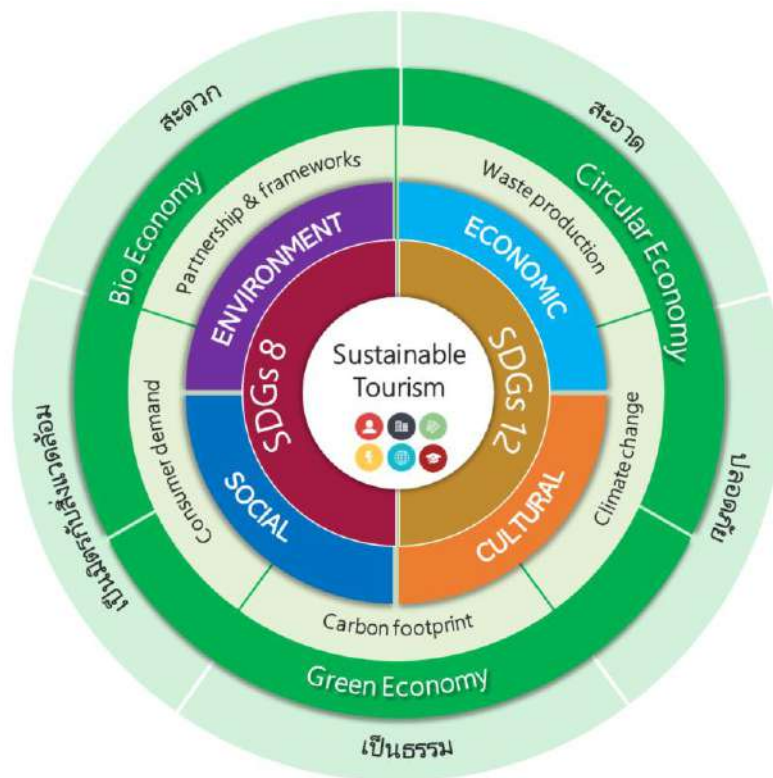 สะดวก
สะอาด
ปลอดภัย
เป็นธรรม
เป็นมิตรกับสิ่งแวดล้อม
Bio Economy
Circular Economy
Green Economy
Partnership & frameworks
Waste production
Climate change
Carbon footprint
Consumer demand
ENVIRONMENT
ECONOMIC
CULTURAL
SOCIAL
SDGs 8
SDGs 12
Sustainable
Tourism